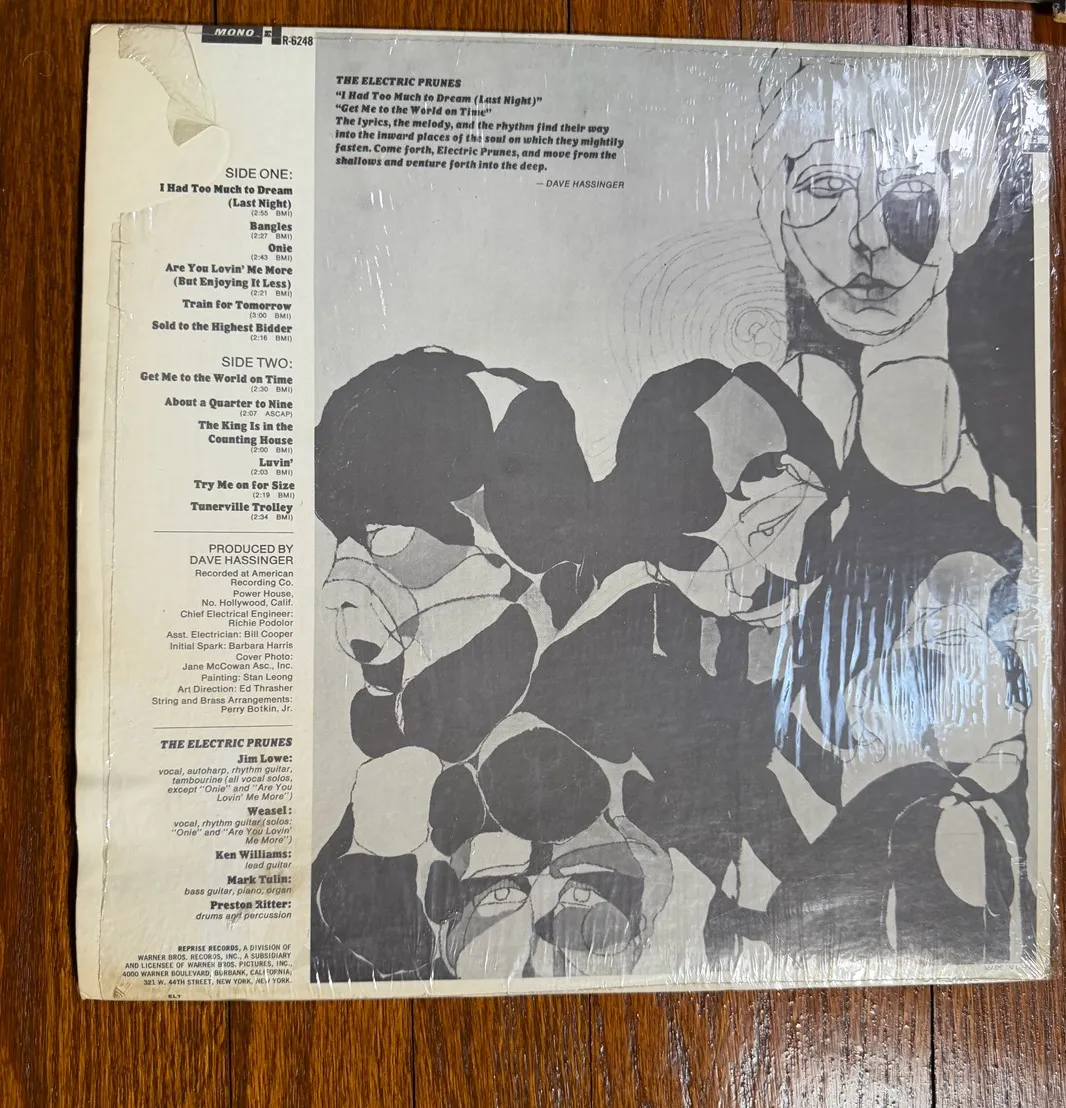 MONO
R-6248
THE ELECTRIC PRUNES
"I Had Too Much to Dream (Last Night)"
"Get Me to the World on Time"
The lyrics, the melody, and the rhythm find their way
into the inward places of the soul on which they mightily
fasten. Come forth, Electric Prunes, and move from the
shallows and venture forth into the deep.
— DAVE HASSINGER
SIDE ONE:
I Had Too Much to Dream
(Last Night)
(2:55 BMI)
Bangles
(2:27 BMI)
Onie
(2:43 BMI)
Are You Lovin' Me More
(But Enjoying It Less)
(2:21 BMI)
Train for Tomorrow
(3:00 BMI)
Sold to the Highest Bidder
(2:16 BMI)
SIDE TWO:
Get Me to the World on Time
(2:30 BMI)
About a Quarter to Nine
(2:07 ASCAP)
The King Is in the
Counting House
(2:00 BMI)
Luvin'
(2:03 BMI)
Try Me on for Size
(2:19 BMI)
Tunerville Trolley
(2:34 BMI)
PRODUCED BY
DAVE HASSINGER
Recorded at American
Recording Co.
Power House,
No. Hollywood, Calif.
Chief Electrical Engineer:
Richie Podolor
Asst. Electrician: Bill Cooper
Initial Spark: Barbara Harris
Cover Photo:
Jane McCowan Asc., Inc.
Painting: Stan Leong
Art Direction: Ed Thrasher
String and Brass Arrangements:
Perry Botkin, Jr.
THE ELECTRIC PRUNES
Jim Lowe:
vocal, autoharp, rhythm guitar,
tambourine (all vocal solos,
except "Onie" and "Are You
Lovin' Me More")
Weasel:
vocal, rhythm guitar (solos:
"Onie" and "Are You Lovin'
Me More")
Ken Williams:
lead guitar
Mark Tulin:
bass guitar, piano, organ
Preston Ritter:
drums and percussion
REPRISE RECORDS, A DIVISION OF
WARNER BROS. RECORDS, INC., A SUBSIDIARY
AND LICENSEE OF WARNER BROS. PICTURES, INC.,
4000 WARNER BOULEVARD, BURBANK, CALIFORNIA;
321 W. 44TH STREET, NEW YORK, NEW YORK.
ELT